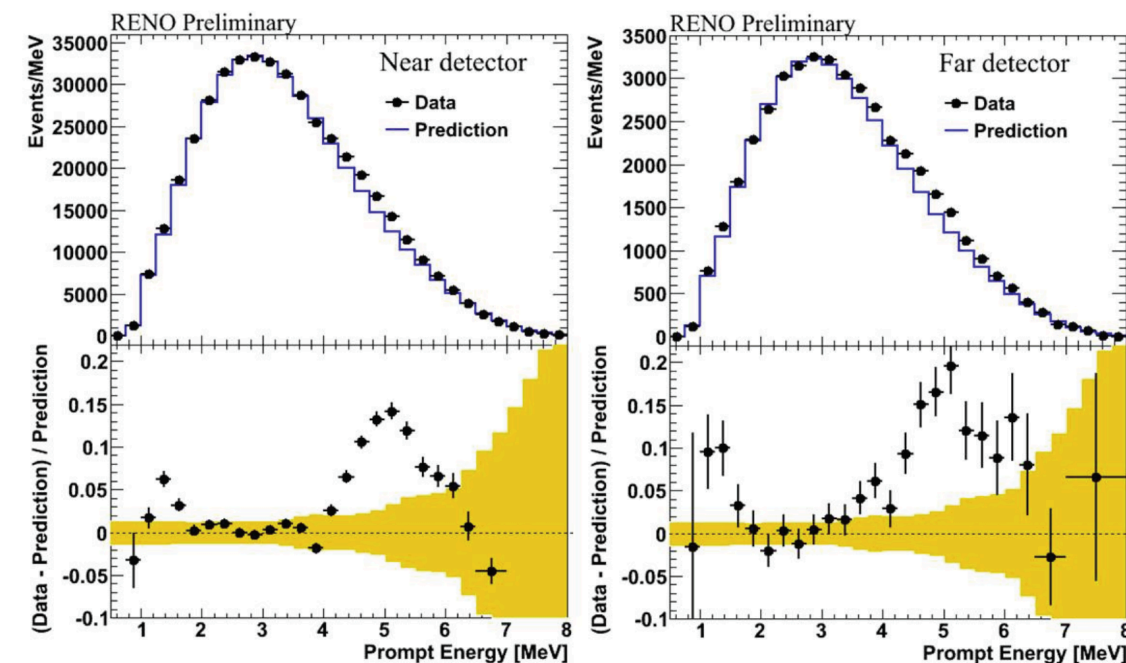 RENO Preliminary
Events/MeV
35000
30000
25000
20000
15000
10000
5000
0
Near detector
Data
Prediction
(Data - Prediction) / Prediction
0.2
0.15
0.1
0.05
0
-0.05
-0.1
1 2 3 4 5 6 7 8
Prompt Energy [MeV]
RENO Preliminary
Events/MeV
3500
3000
2500
2000
1500
1000
500
0
Far detector
Data
Prediction
(Data - Prediction) / Prediction
0.2
0.15
0.1
0.05
0
-0.05
-0.1
1 2 3 4 5 6 7 8
Prompt Energy [MeV]